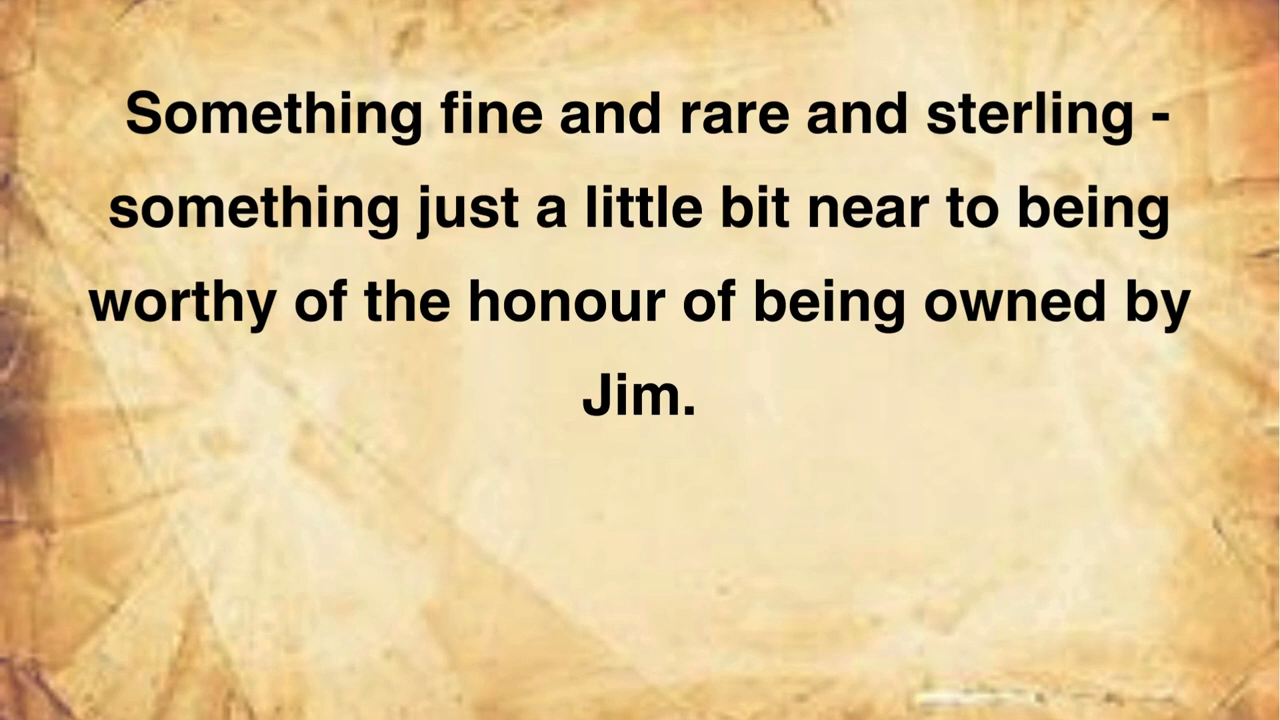 Something fine and rare and sterling -
something just a little bit near to being
worthy of the honour of being owned by
Jim.